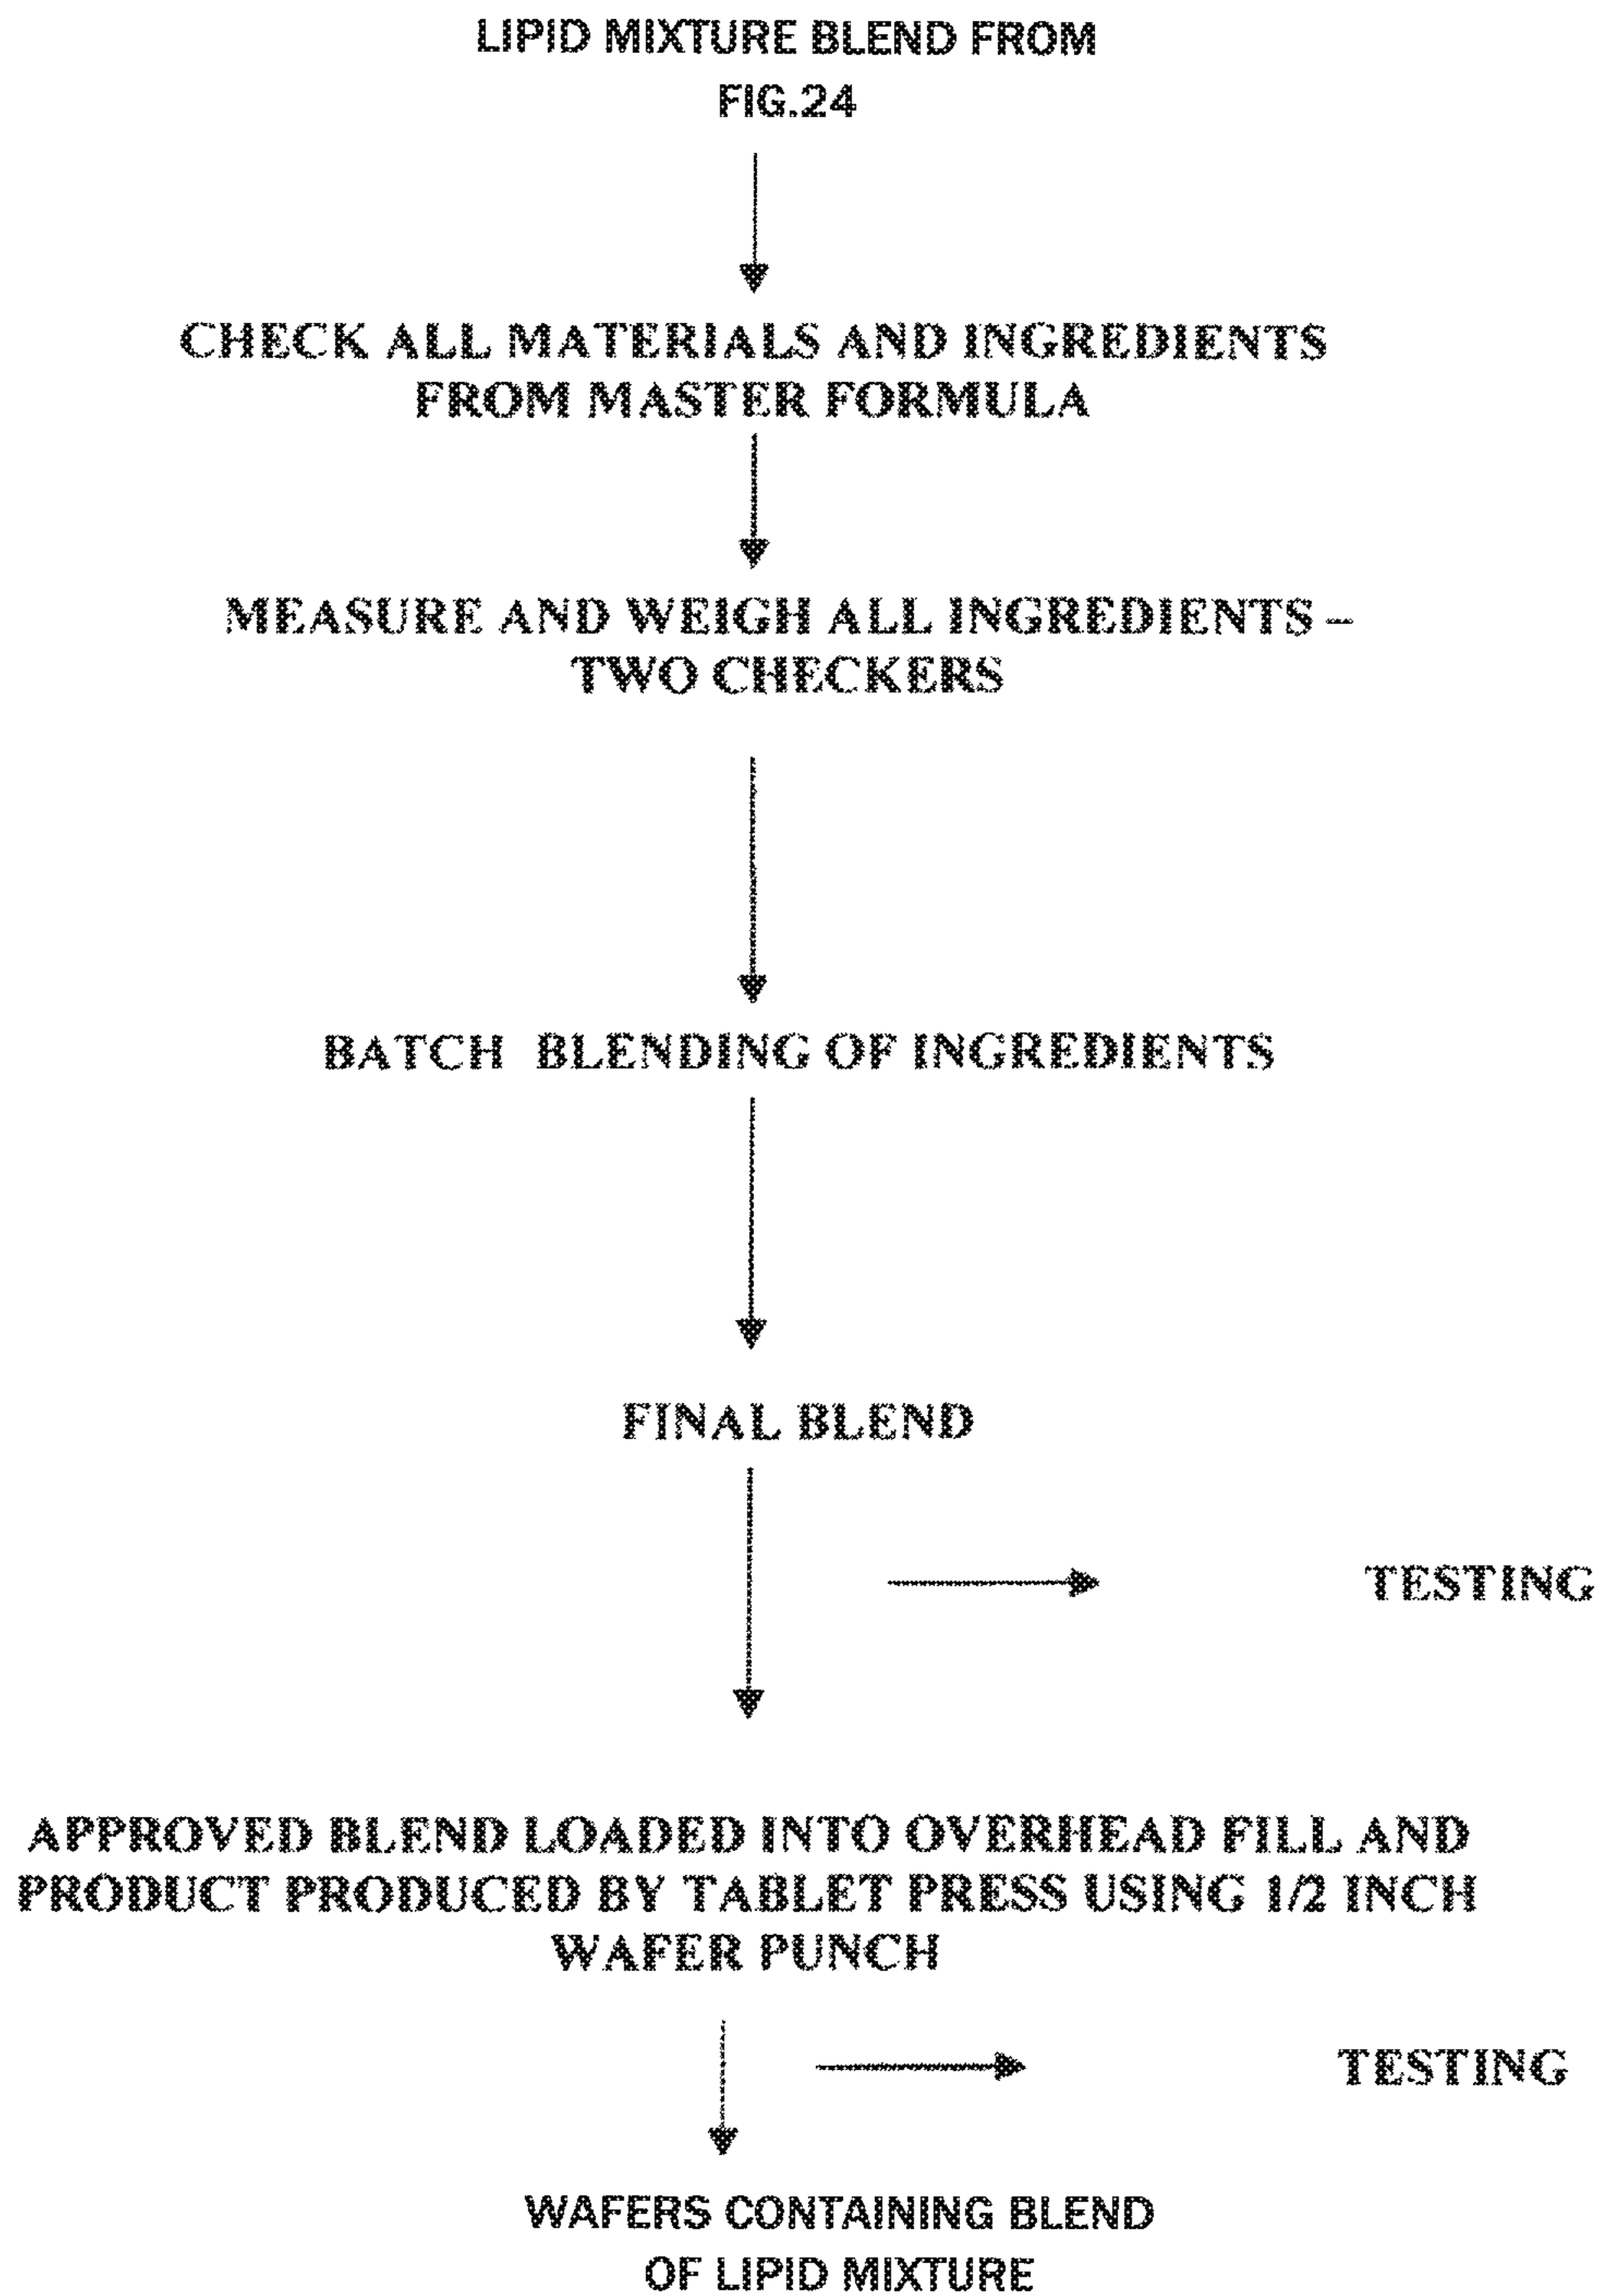 LIPID MIXTURE BLEND FROM
FIG.24
CHECK ALL MATERIALS AND INGREDIENTS
FROM MASTER FORMULA
MEASURE AND WEIGH ALL INGREDIENTS –
TWO CHECKERS
BATCH BLENDING OF INGREDIENTS
FINAL BLEND
TESTING
APPROVED BLEND LOADED INTO OVERHEAD FILL AND
PRODUCT PRODUCED BY TABLET PRESS USING 1/2 INCH
WAFER PUNCH
TESTING
WAFERS CONTAINING BLEND
OF LIPID MIXTURE